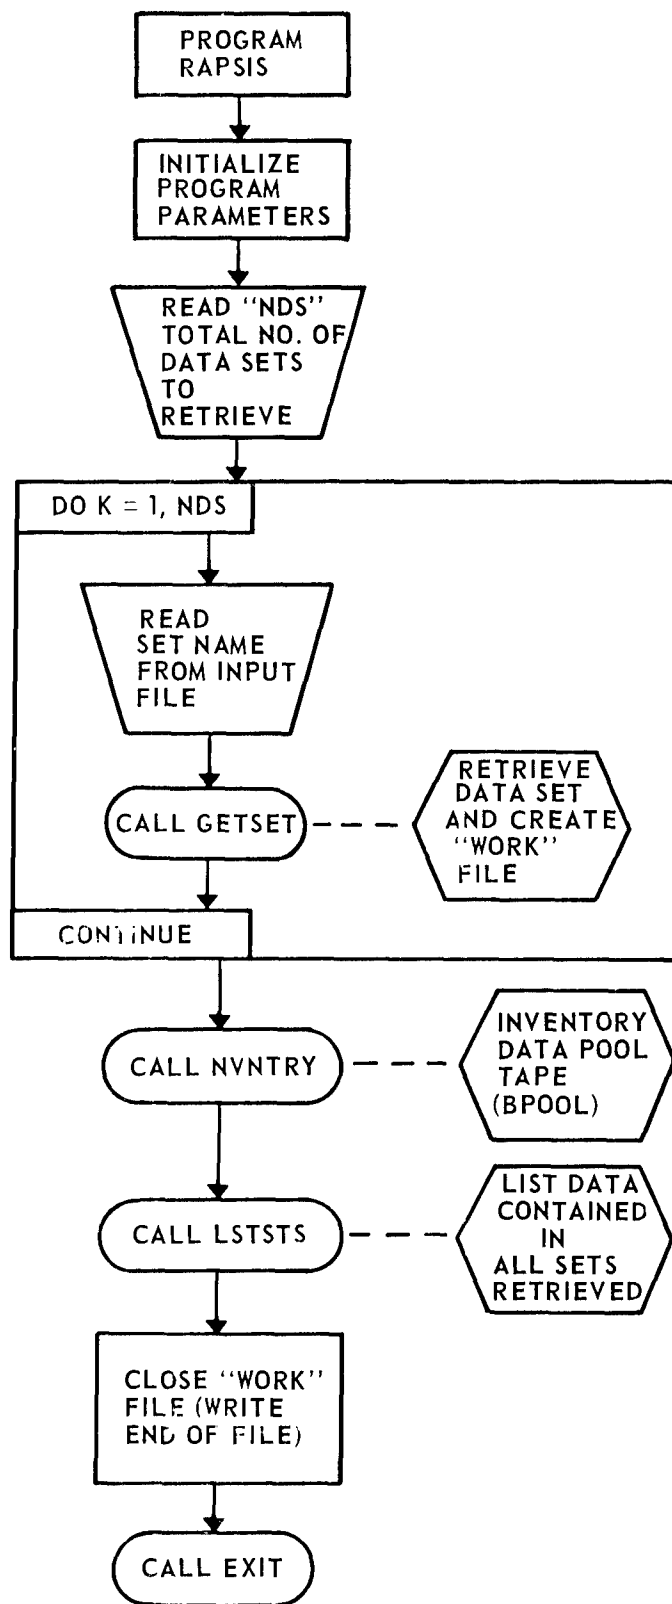 PROGRAM
RAPSIS
INITIALIZE
PROGRAM
PARAMETERS
READ “NDS”
TOTAL NO. OF
DATA SETS
TO
RETRIEVE
DO K = 1, NDS
READ
SET NAME
FROM INPUT
FILE
CALL GETSET
RETRIEVE
DATA SET
AND CREATE
“WORK”
FILE
CONTINUE
CALL NVNTRY
INVENTORY
DATA POOL
TAPE
(BPOOL)
CALL LSTSTS
LIST DATA
CONTAINED
IN
ALL SETS
RETRIEVED
CLOSE “WORK”
FILE (WRITE
END OF FILE)
CALL EXIT